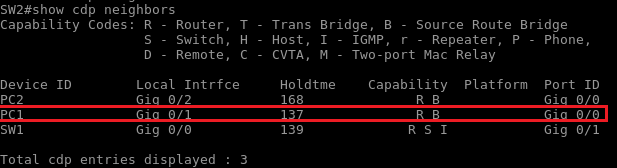 SW2#show cdp neighbors
Capability Codes: R - Router, T - Trans Bridge, B - Source Route Bridge
S - Switch, H - Host, I - IGMP, r - Repeater, P - Phone,
D - Remote, C - CVTA, M - Two-port Mac Relay
Device ID Local Intrfce Holdtme Capability Platform Port ID
PC2 Gig 0/2 168 R B Gig 0/0
PC1 Gig 0/1 137 R B Gig 0/0
SW1 Gig 0/0 139 R S I Gig 0/1
Total cdp entries displayed : 3